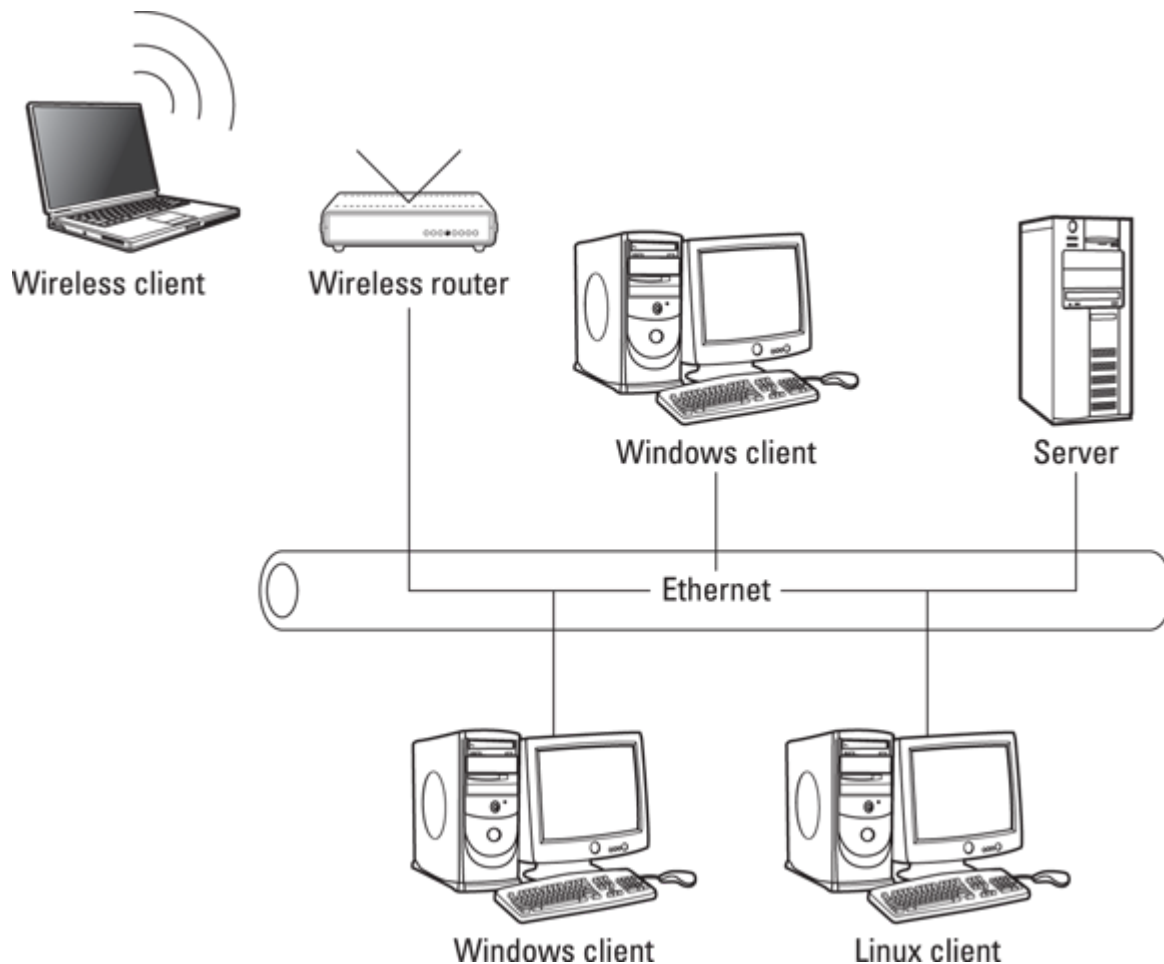 Wireless client
Wireless router
Windows client
Server
Ethernet
Windows client
Linux client